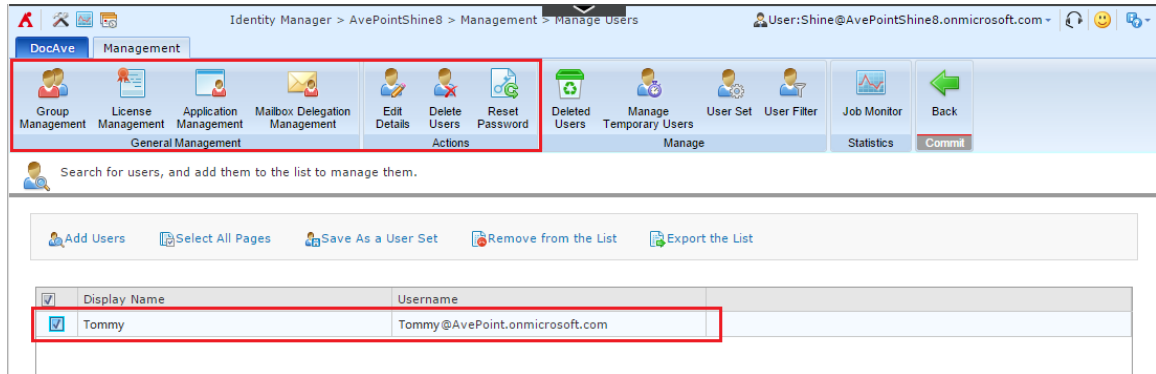 Identity Manager > AvePointShine8 > Management > Manage Users
User:Shine@AvePointShine8.onmicrosoft.com
DocAve Management
Group Management License Management Application Management Mailbox Delegation Management Edit Details Delete Users Reset Password Deleted Users Manage Temporary Users User Set User Filter Job Monitor Back
General Management Actions Manage Statistics Commit
Search for users, and add them to the list to manage them.
Add Users Select All Pages Save As a User Set Remove from the List Export the List
Display Name Username
Tommy Tommy@AvePoint.onmicrosoft.com